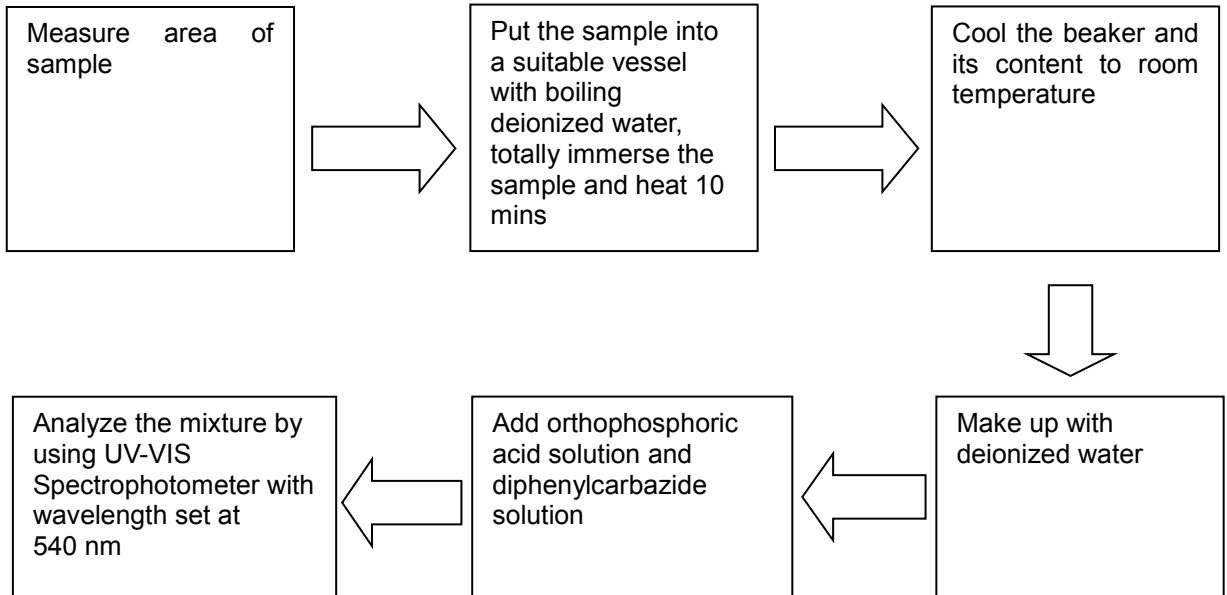 Measure area of
sample
Put the sample into
a suitable vessel
with boiling
deionized water,
totally immerse the
sample and heat 10
mins
Cool the beaker and
its content to room
temperature
Make up with
deionized water
Add orthophosphoric
acid solution and
diphenylcarbazide
solution
Analyze the mixture by
using UV-VIS
Spectrophotometer with
wavelength set at
540 nm